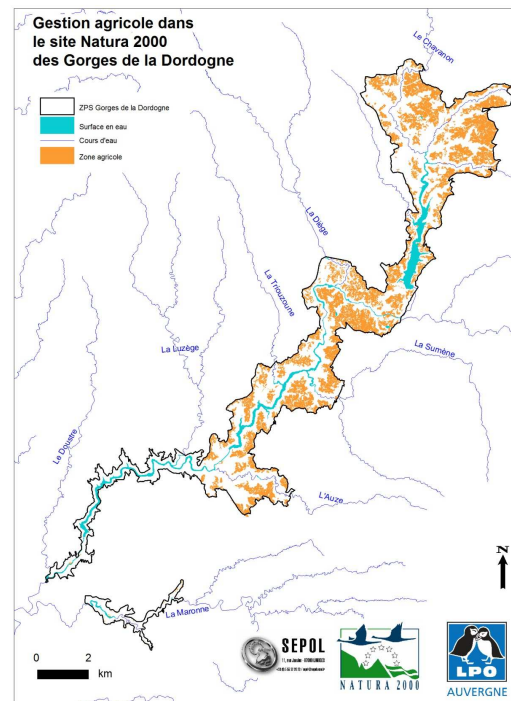 Gestion agricole dans
le site Natura 2000
des Gorges de la Dordogne
ZPS Gorges de la Dordogne
Surface en eau
Cours d'eau
Zone agricole
Le Chavanon
La Diège
La Triouzoune
La Luzège
La Sumène
Le Doustre
L'Auze
La Maronne
N
0 2
km
SEPOL
NATURA 2000
LPO
AUVERGNE